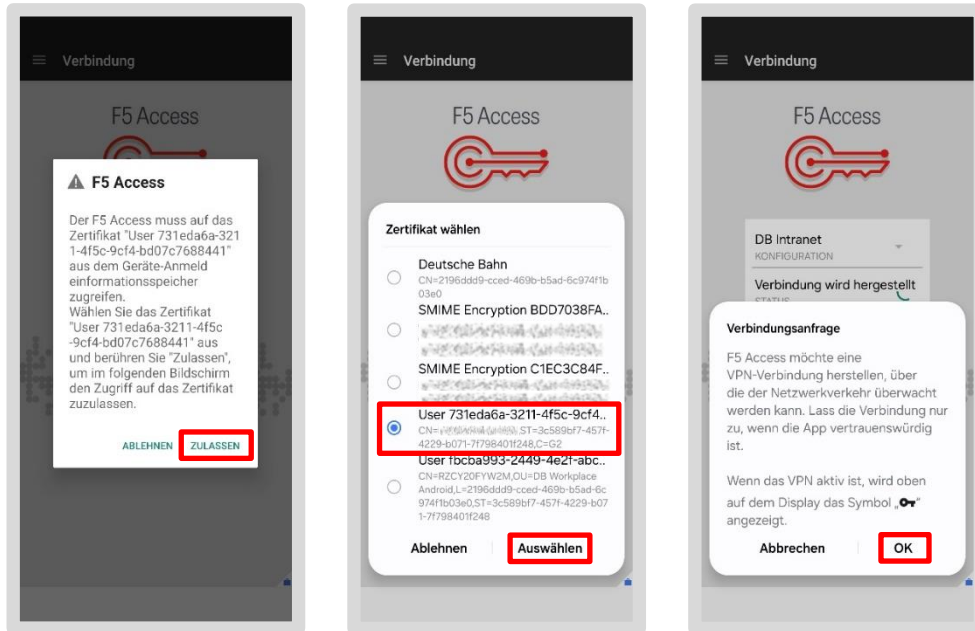 Verbindung
F5 Access
F5 Access
Der F5 Access muss auf das
Zertifikat "User 731eda6a-321
1-4f5c-9cf4-bd07c7688441"
aus dem Geräte-Anmeld
einformationsspeicher
zugreifen.
Wählen Sie das Zertifikat
"User 731eda6a-3211-4f5c
-9cf4-bd07c7688441" aus
und berühren Sie "Zulassen",
um im folgenden Bildschirm
den Zugriff auf das Zertifikat
zuzulassen.
ABLEHNEN ZULASSEN
Verbindung
F5 Access
Zertifikat wählen
Deutsche Bahn
CN=2196ddd9-cced-469b-b5ad-6c974f1b
03e0
SMIME Encryption BDD7038FA..
SMIME Encryption C1EC3C84F..
User 731eda6a-3211-4f5c-9cf4..
CN= ,ST=3c589bf7-457f-
4229-b071-7f798401f248,C=G2
User fbcba993-2449-4e2f-abc..
CN=RZCY20FYW2M,OU=DB Workplace
Android,L=2196ddd9-cced-469b-b5ad-6c
974f1b03e0,ST=3c589bf7-457f-4229-b07
1-7f798401f248
Ablehnen Auswählen
Verbindung
F5 Access
DB Intranet
KONFIGURATION
Verbindung wird hergestellt
STATUS
Verbindungsanfrage
F5 Access möchte eine
VPN-Verbindung herstellen, über
die der Netzwerkverkehr überwacht
werden kann. Lass die Verbindung nur
zu, wenn die App vertrauenswürdig
ist.
Wenn das VPN aktiv ist, wird oben
auf dem Display das Symbol „ “
angezeigt.
Abbrechen OK